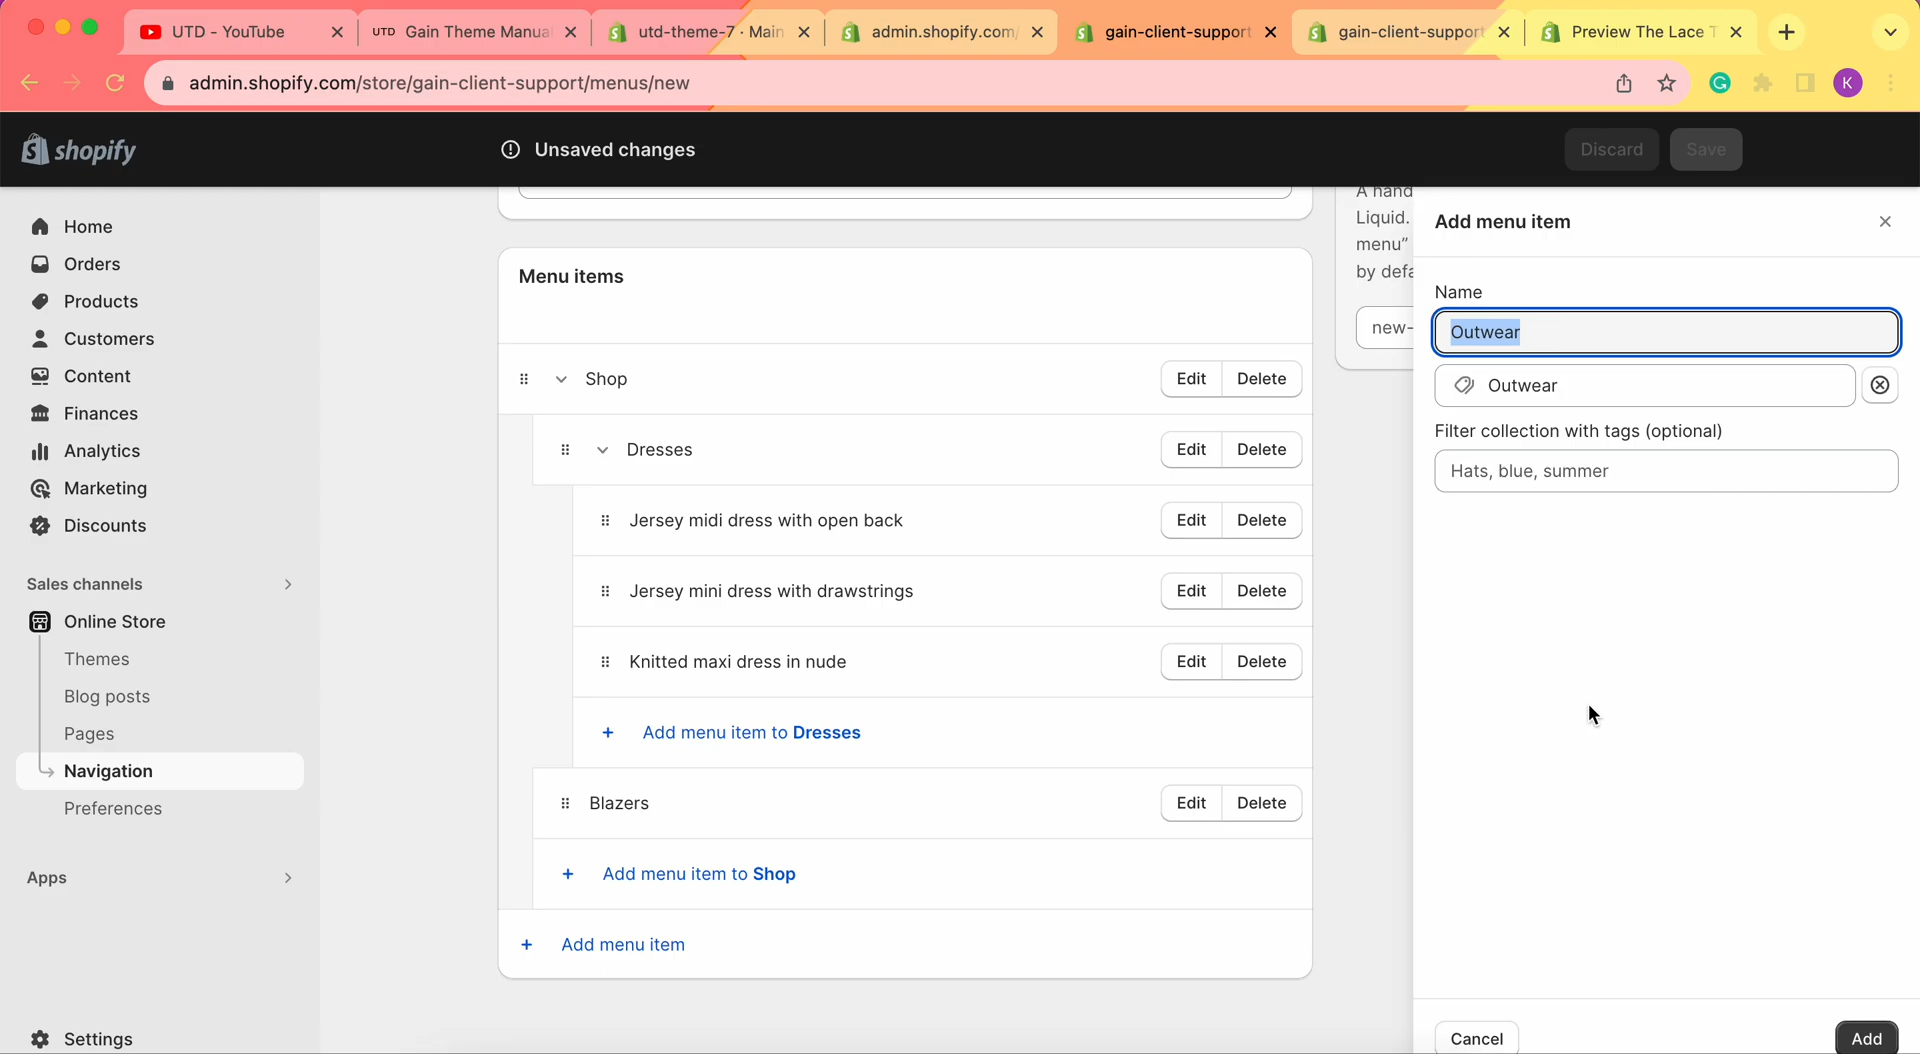 UTD - YouTube
UTD Gain Theme Manua
utd-theme-7 · Main
admin.shopify.com/
gain-client-support
gain-client-support
Preview The Lace T
admin.shopify.com/store/gain-client-support/menus/new
K
shopify
Unsaved changes
Discard
Save
Home
Orders
Products
Customers
Content
Finances
Analytics
Marketing
Discounts
Sales channels
Online Store
Themes
Blog posts
Pages
Navigation
Preferences
Apps
Settings
Menu items
Shop
Edit
Delete
Dresses
Edit
Delete
Jersey midi dress with open back
Edit
Delete
Jersey mini dress with drawstrings
Edit
Delete
Knitted maxi dress in nude
Edit
Delete
+ Add menu item to Dresses
Blazers
Edit
Delete
+ Add menu item to Shop
+ Add menu item
A hand
Liquid.
menu”
by defa
new-
Add menu item
Name
Outwear
Outwear
Filter collection with tags (optional)
Hats, blue, summer
Cancel
Add